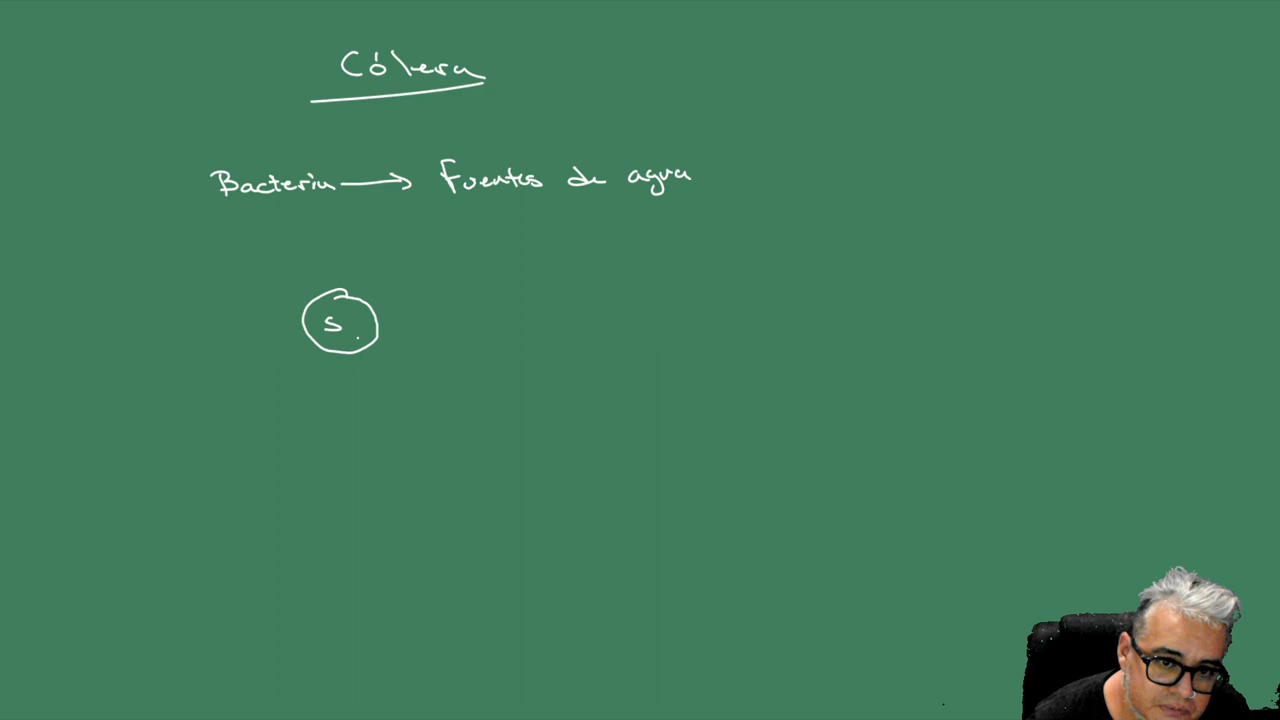 Cólera
Bacteria → Fuentes de agua
S